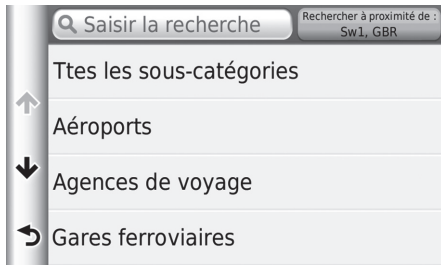 Saisir la recherche
Rechercher à proximité de :
Sw1, GBR
Ttes les sous-catégories
Aéroports
Agences de voyage
Gares ferroviaires